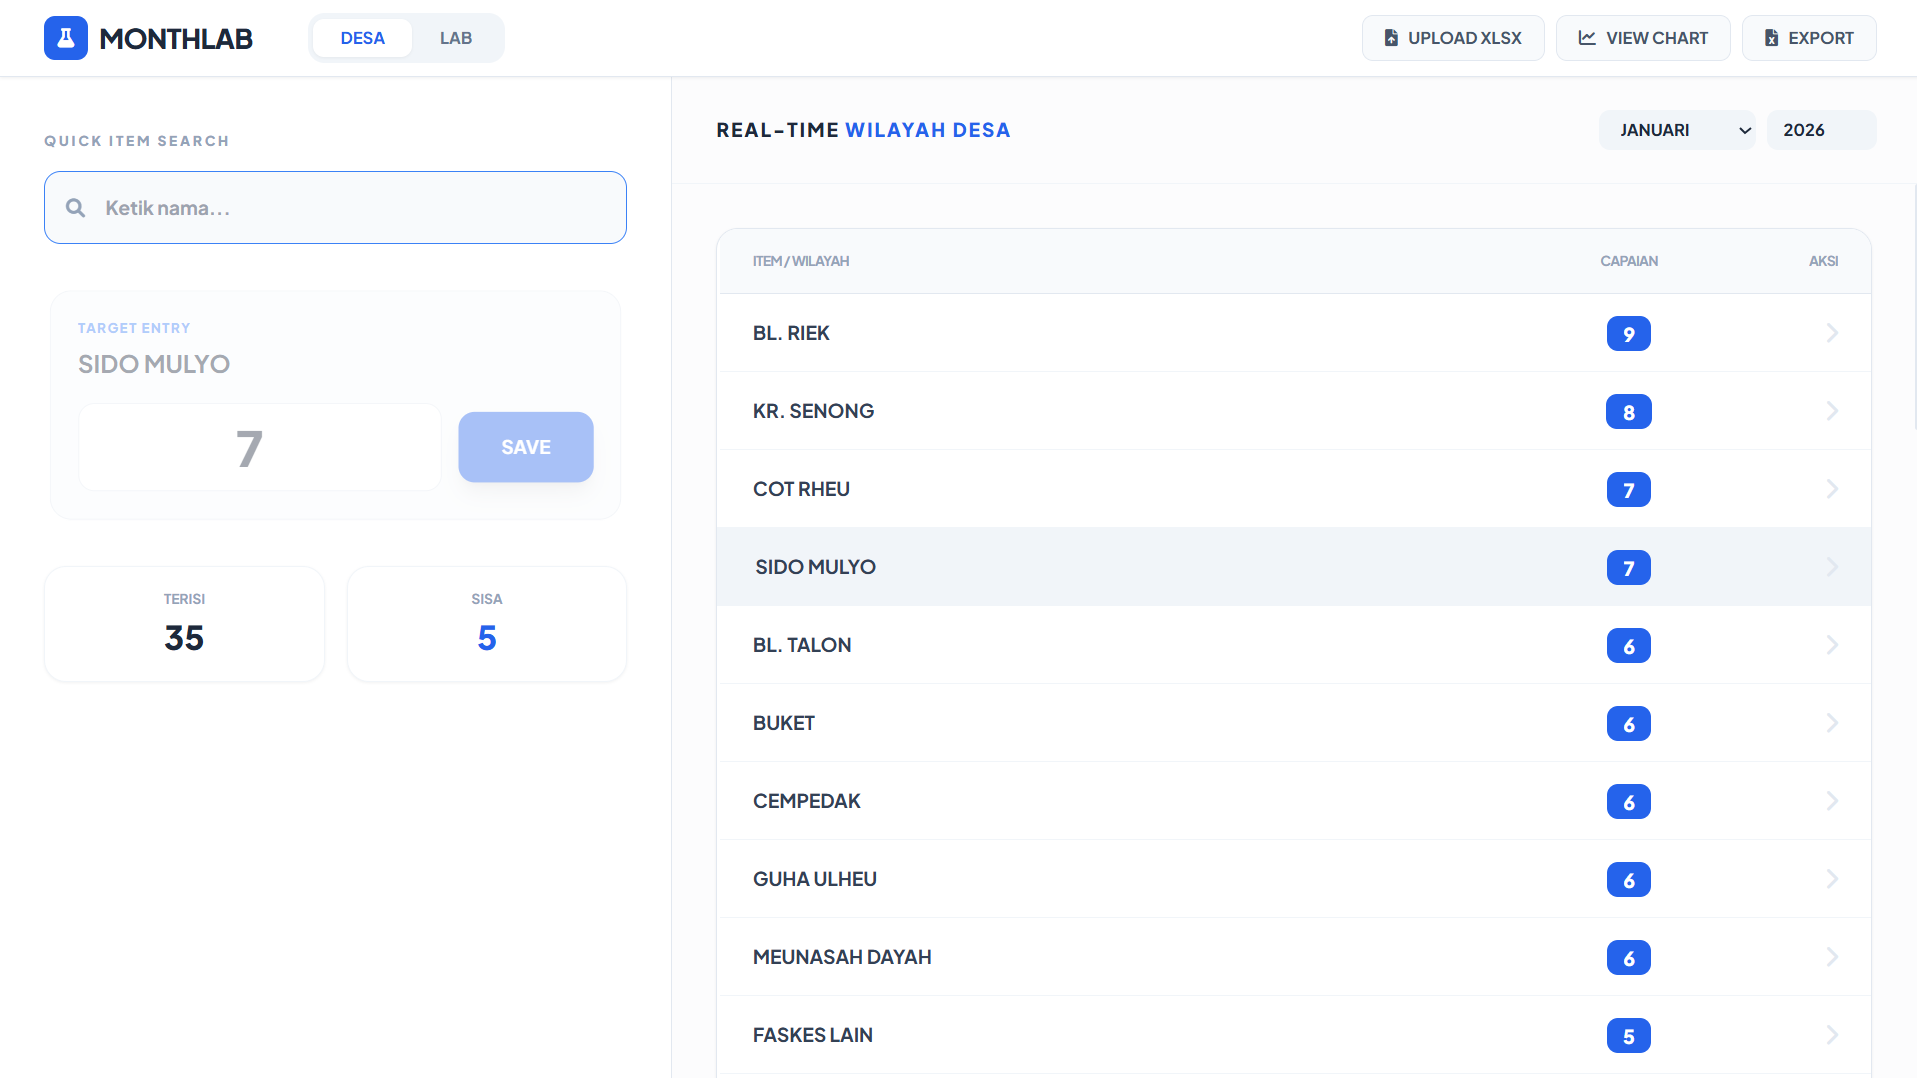 MONTHLAB
DESA
LAB
UPLOAD XLSX
VIEW CHART
EXPORT
QUICK ITEM SEARCH
Ketik nama...
TARGET ENTRY
SIDO MULYO
7
SAVE
TERISI
35
SISA
5
REAL-TIME WILAYAH DESA
JANUARI
2026
ITEM / WILAYAH CAPAIAN AKSI
BL. RIEK 9
KR. SENONG 8
COT RHEU 7
SIDO MULYO 7
BL. TALON 6
BUKET 6
CEMPEDAK 6
GUHA ULHEU 6
MEUNASAH DAYAH 6
FASKES LAIN 5